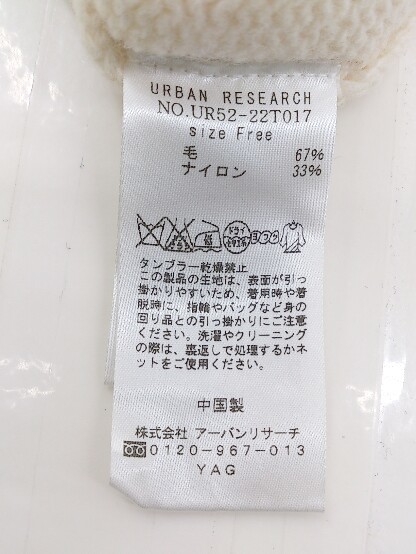 URBAN RESEARCH
NO.UR52-22T017
size Free
毛 67%
ナイロン 33%
ドライ
ヨワク
タンブラー乾燥禁止
この製品の生地は、表面が引っ
掛かりやすいため、着用時や着
脱時に、指輪やバッグなど身の
回り品との引っ掛かりにご注意
ください。洗濯やクリーニング
の際は、裏返しで処理するかネ
ットをご使用ください。
中国製
株式会社 アーバンリサーチ
0120-967-013
YAG